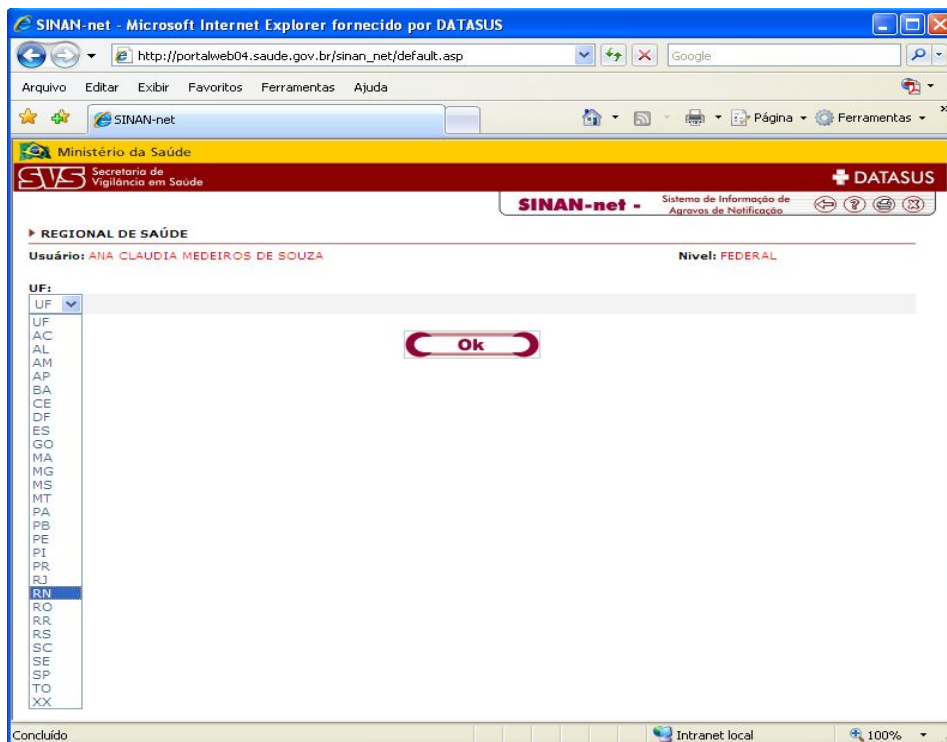 SINAN-net - Microsoft Internet Explorer fornecido por DATASUS
http://portalweb04.saude.gov.br/sinan_net/default.asp
Google
Arquivo Editar Exibir Favoritos Ferramentas Ajuda
SINAN-net
Página
Ferramentas
Ministério da Saúde
SVS Secretaria de
Vigilância em Saúde
DATASUS
SINAN-net - Sistema de Informação de
Agravos de Notificação
REGIONAL DE SAÚDE
Usuário: ANA CLAUDIA MEDEIROS DE SOUZA
Nivel: FEDERAL
UF:
UF
UF
AC
AL
AM
AP
BA
CE
DF
ES
GO
MA
MG
MS
MT
PA
PB
PE
PI
PR
RJ
RN
RO
RR
RS
SC
SE
SP
TO
XX
Ok
Concluído
Intranet local
100%